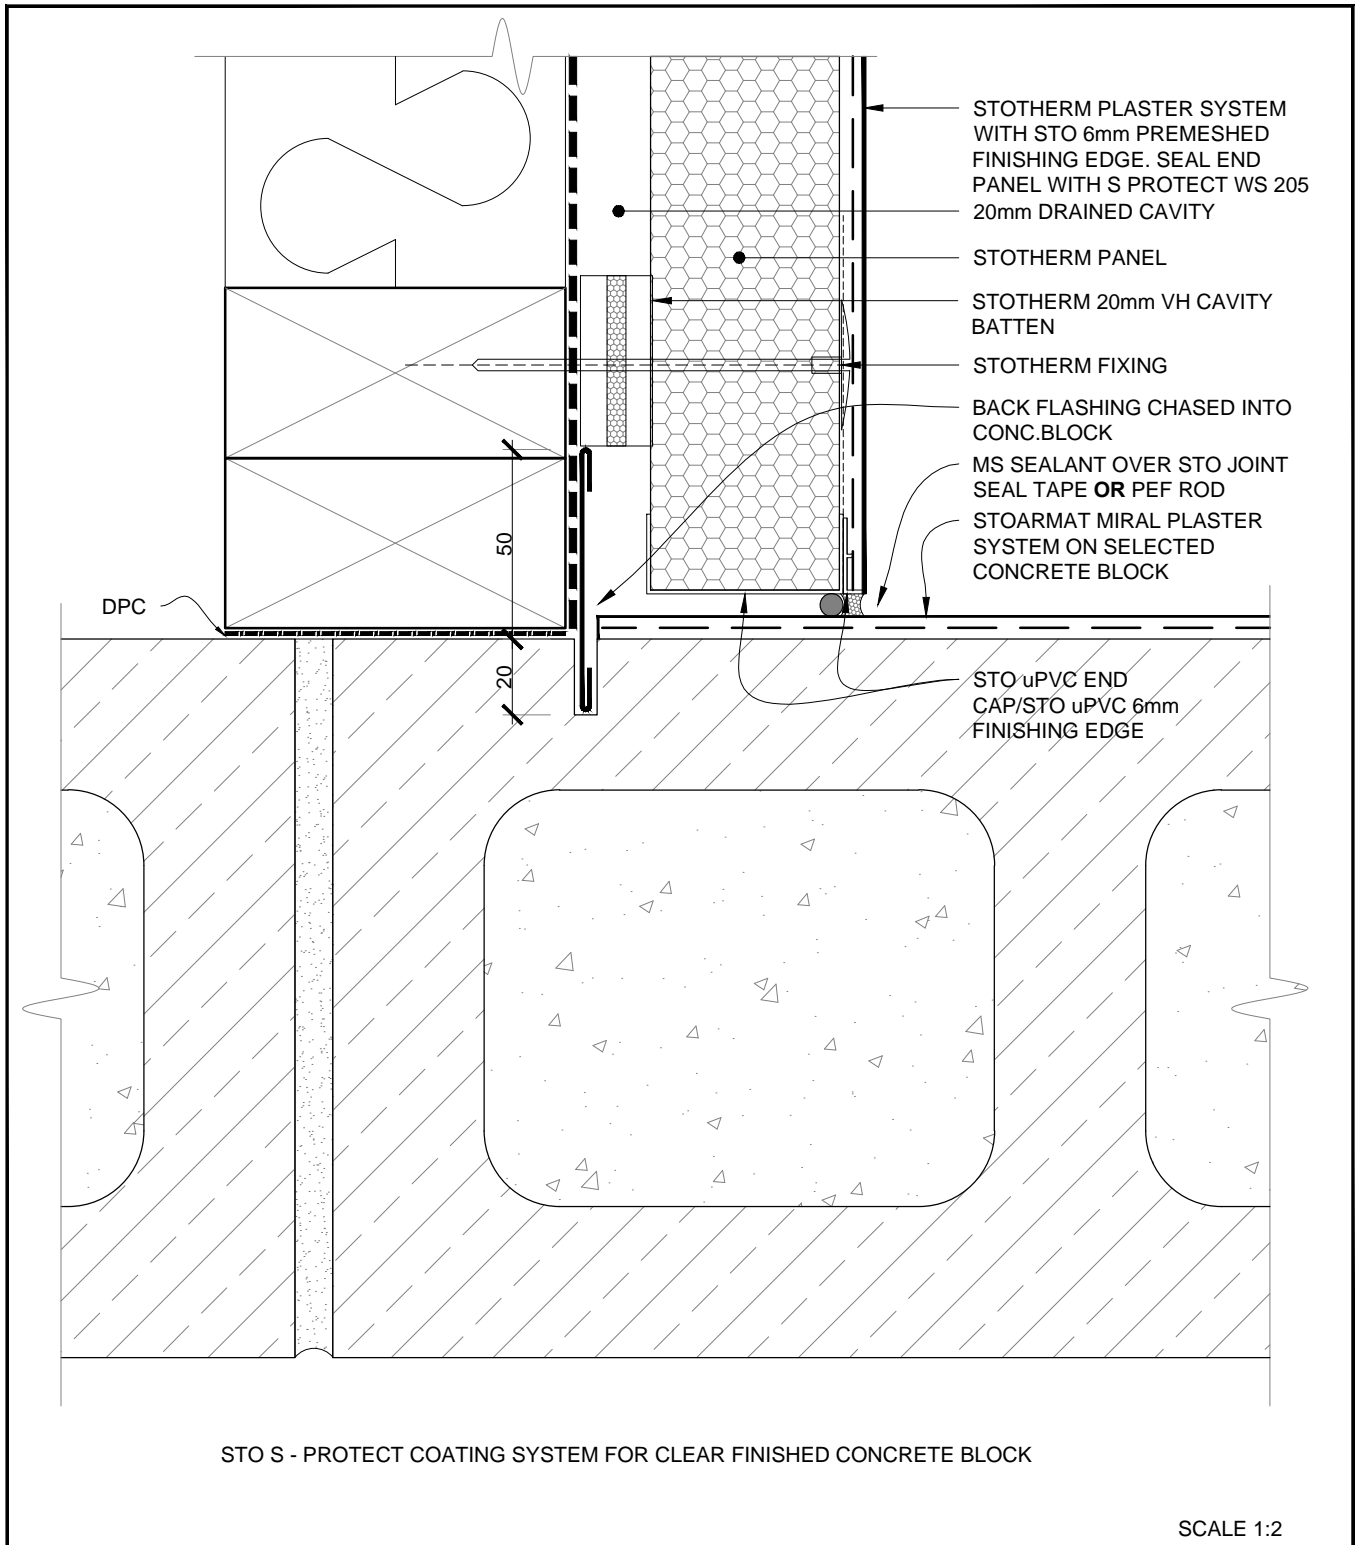 STOTHERM PLASTER SYSTEM
WITH STO 6mm PREMESHED
FINISHING EDGE. SEAL END
PANEL WITH S PROTECT WS 205
20mm DRAINED CAVITY
STOTHERM PANEL
STOTHERM 20mm VH CAVITY
BATTEN
STOTHERM FIXING
BACK FLASHING CHASED INTO
CONC.BLOCK
MS SEALANT OVER STO JOINT
SEAL TAPE OR PEF ROD
STOARMAT MIRAL PLASTER
SYSTEM ON SELECTED
CONCRETE BLOCK
50
DPC
20
STO uPVC END
CAP/STO uPVC 6mm
FINISHING EDGE
STO S - PROTECT COATING SYSTEM FOR CLEAR FINISHED CONCRETE BLOCK
SCALE 1:2